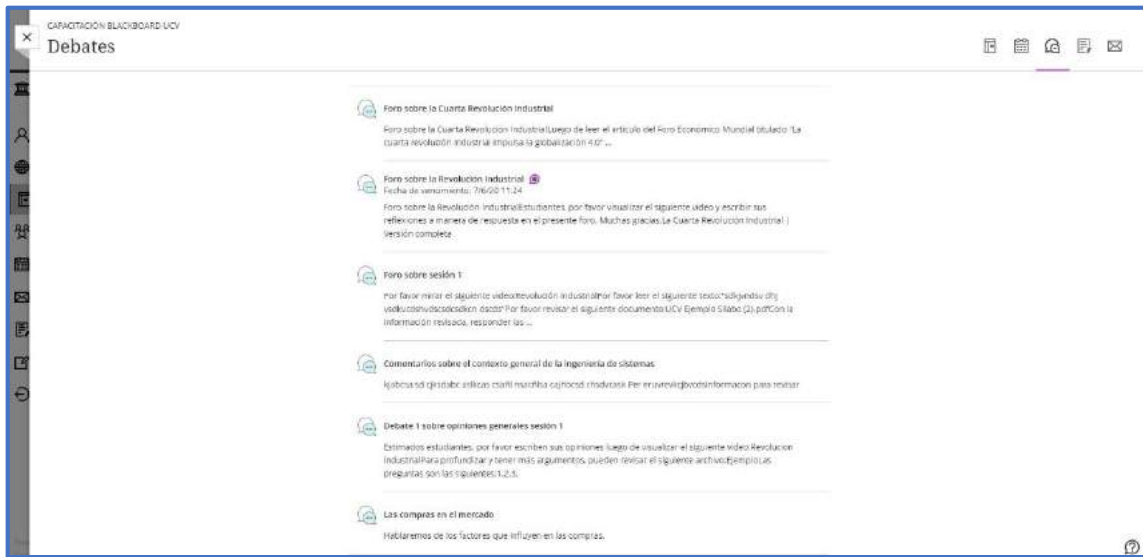 CAPACITACIÓN BLACKBOARD UCV
Debates
Foro sobre la Cuarta Revolución Industrial
Foro sobre la Cuarta Revolución IndustrialLuego de leer el artículo del Foro Económico Mundial titulado "La
cuarta revolución industrial impulsa la globalización 4.0" ...
Foro sobre la Revolución Industrial
Fecha de vencimiento: 7/6/20 11:24
Foro sobre la Revolución IndustrialEstudiantes, por favor visualizar el siguiente video y escribir sus
reflexiones a manera de respuesta en el presente foro. Muchas gracias.La Cuarta Revolución Industrial |
Versión completa
Foro sobre sesión 1
Por favor mirar el siguiente video:Revolución IndustrialPor favor leer el siguiente texto:
Por favor revisar el siguiente documento:UCV Ejemplo Sílabo (2).pdfCon la
información revisada, responder las ...
Comentarios sobre el contexto general de la ingeniería de sistemas
para revisar
Debate 1 sobre opiniones generales sesión 1
Estimados estudiantes, por favor escriben sus opiniones luego de visualizar el siguiente video:Revolución
IndustrialPara profundizar y tener más argumentos, pueden revisar el siguiente archivo:EjemploLas
preguntas son las siguientes:1.2.3.
Las compras en el mercado
Hablaremos de los factores que influyen en las compras.